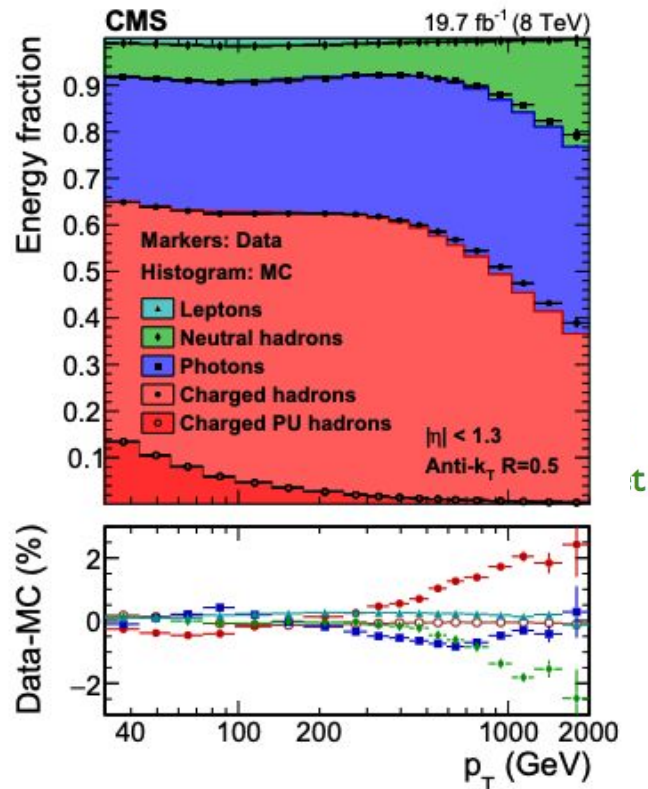 CMS 19.7 fb⁻¹ (8 TeV)
Energy fraction
0.9
0.8
0.7
0.6
0.5
0.4
0.3
0.2
0.1
Markers: Data
Histogram: MC
Leptons
Neutral hadrons
Photons
Charged hadrons
Charged PU hadrons
|η| < 1.3
Anti-k_T R=0.5
Data-MC (%)
2
0
−2
40 100 200 1000 2000
p_T (GeV)